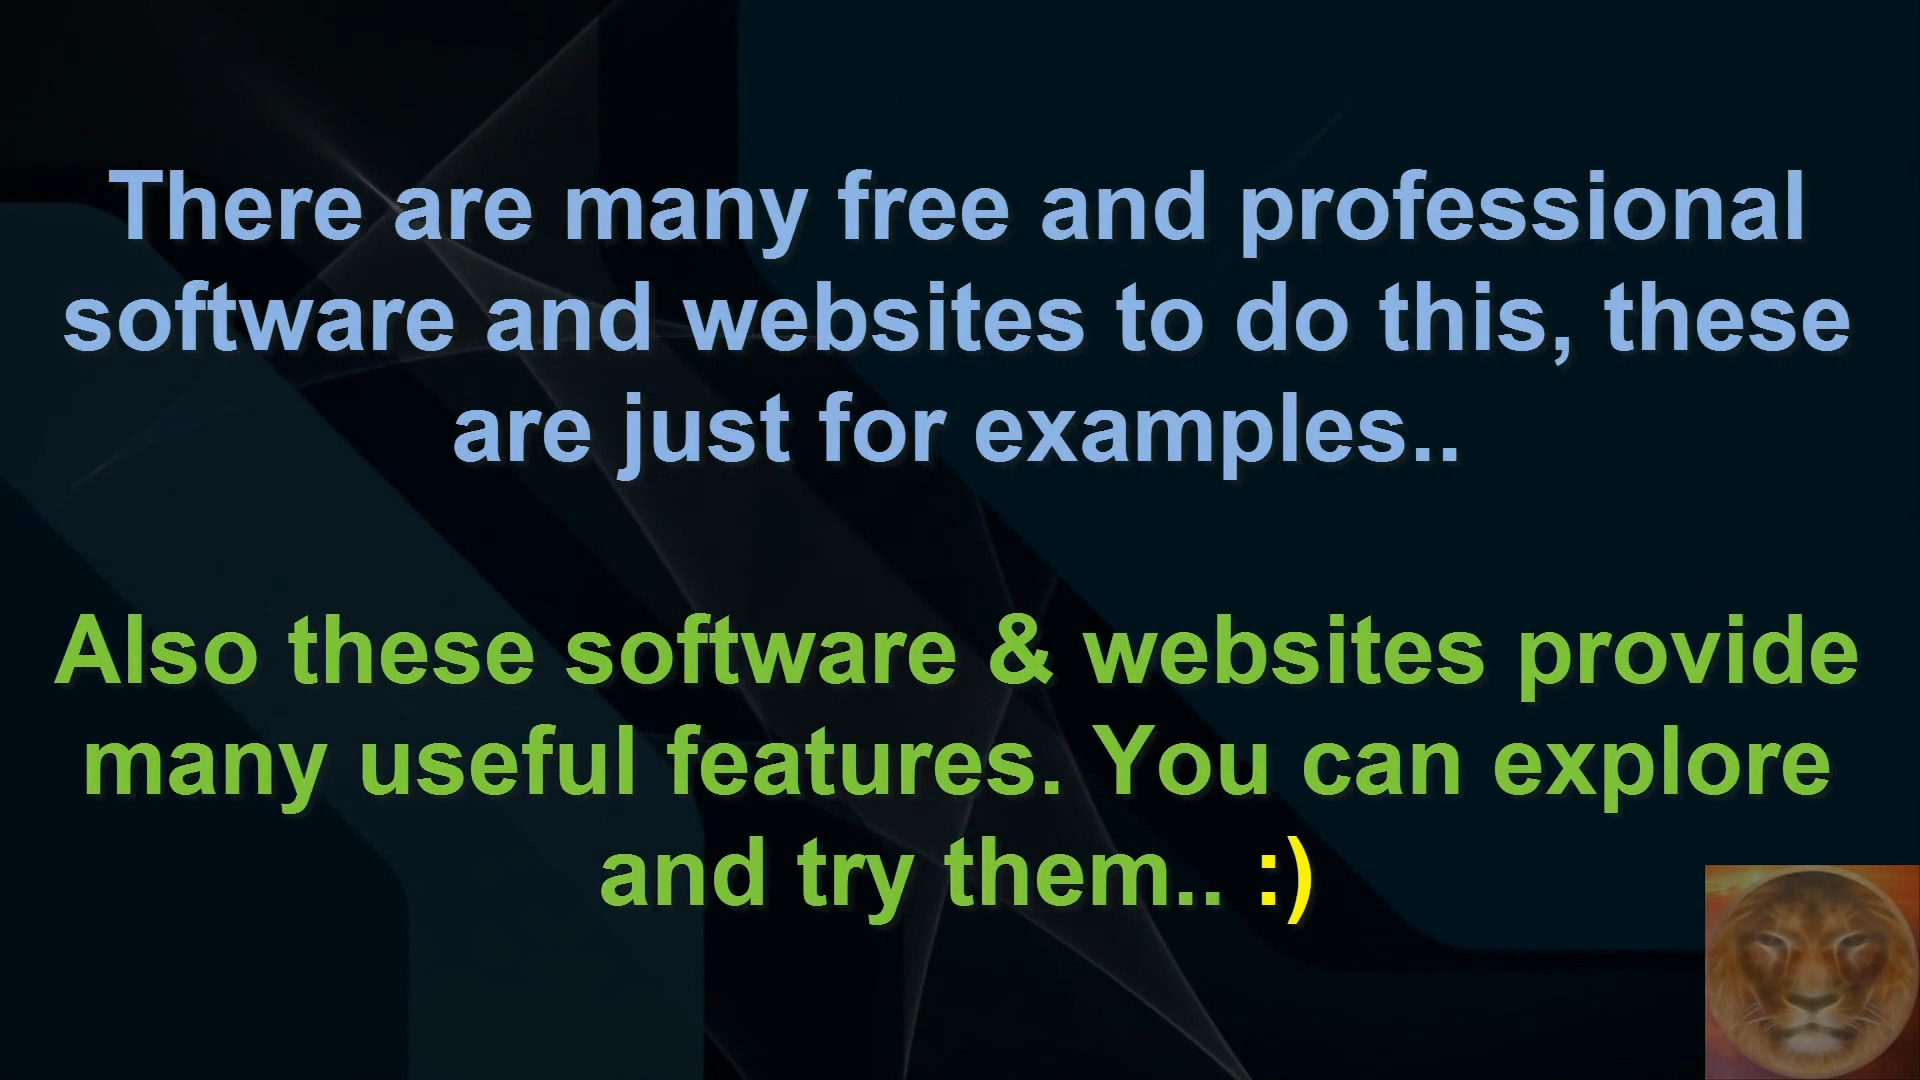 There are many free and professional
software and websites to do this, these
are just for examples..
Also these software & websites provide
many useful features. You can explore
and try them.. :)